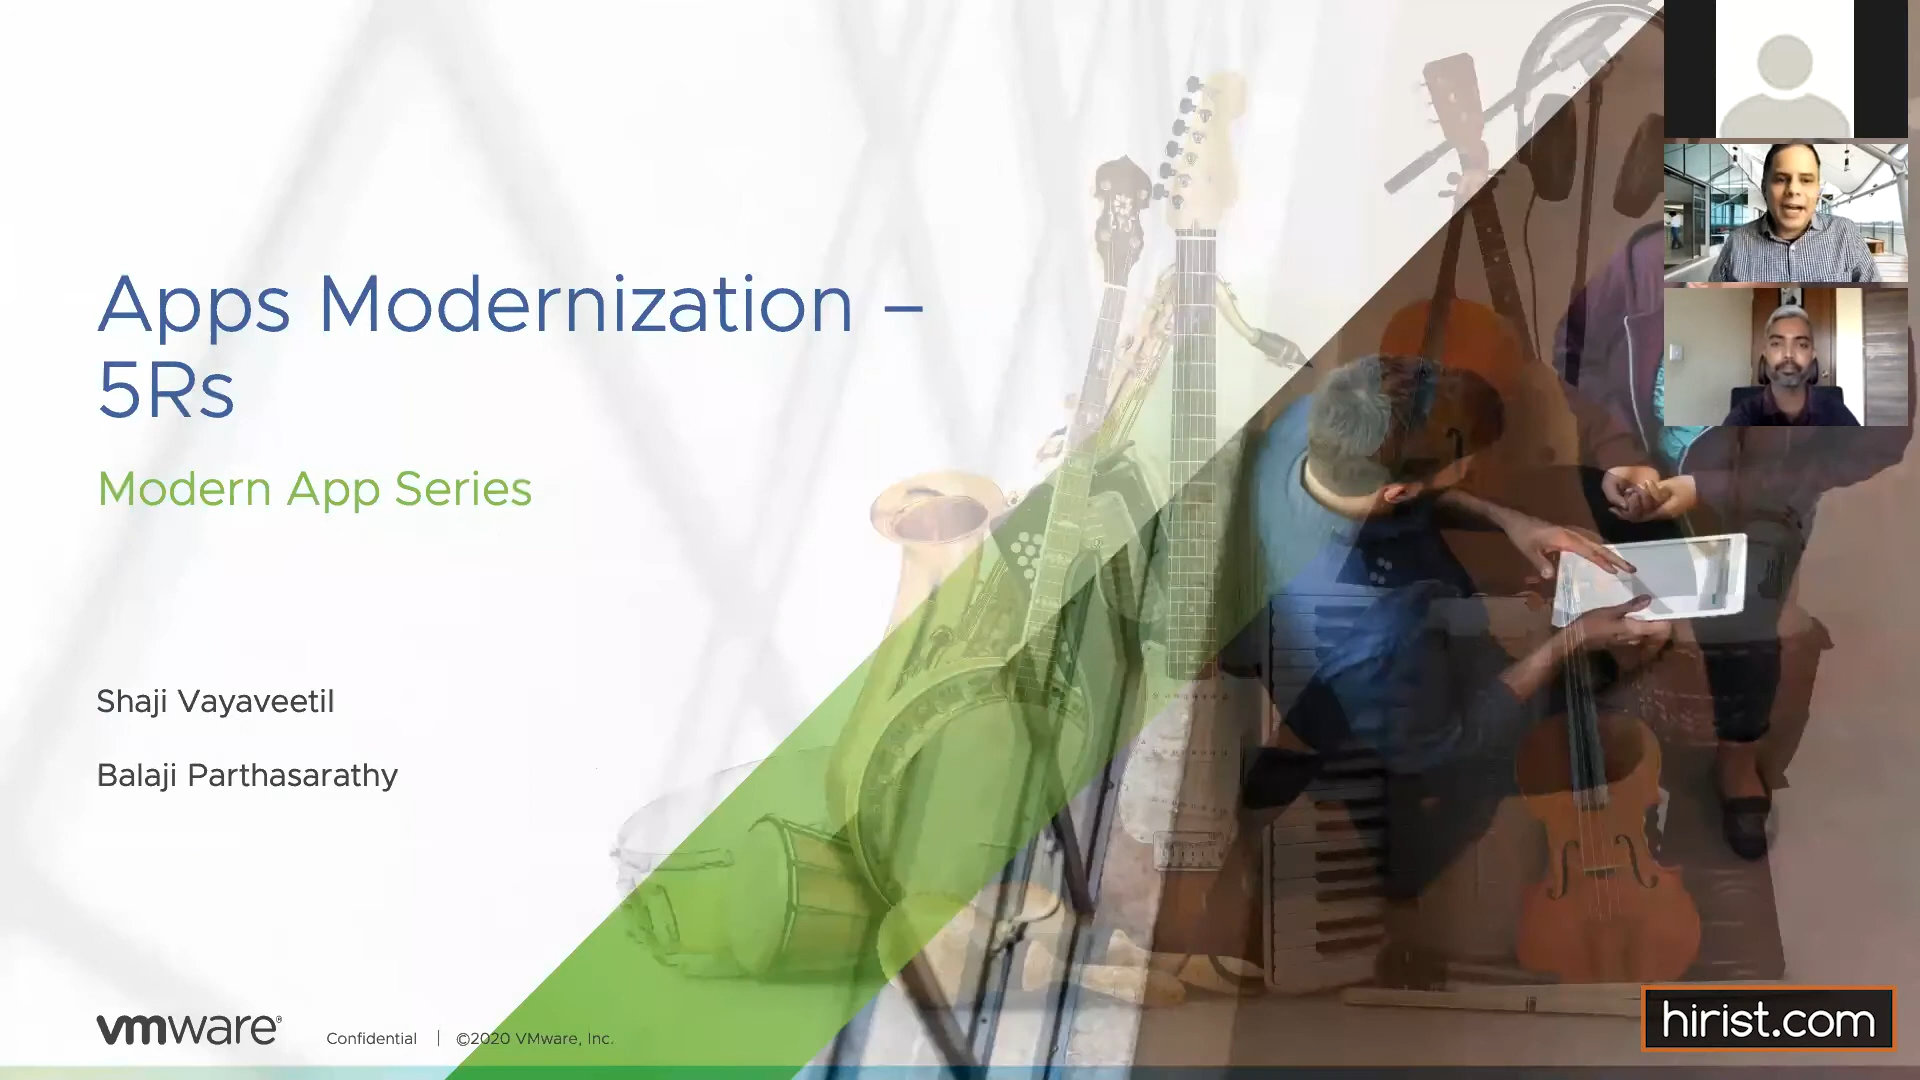 Apps Modernization –
5Rs
Modern App Series
Shaji Vayaveetil
Balaji Parthasarathy
vmware®
Confidential | ©2020 VMware, Inc.
hirist.com